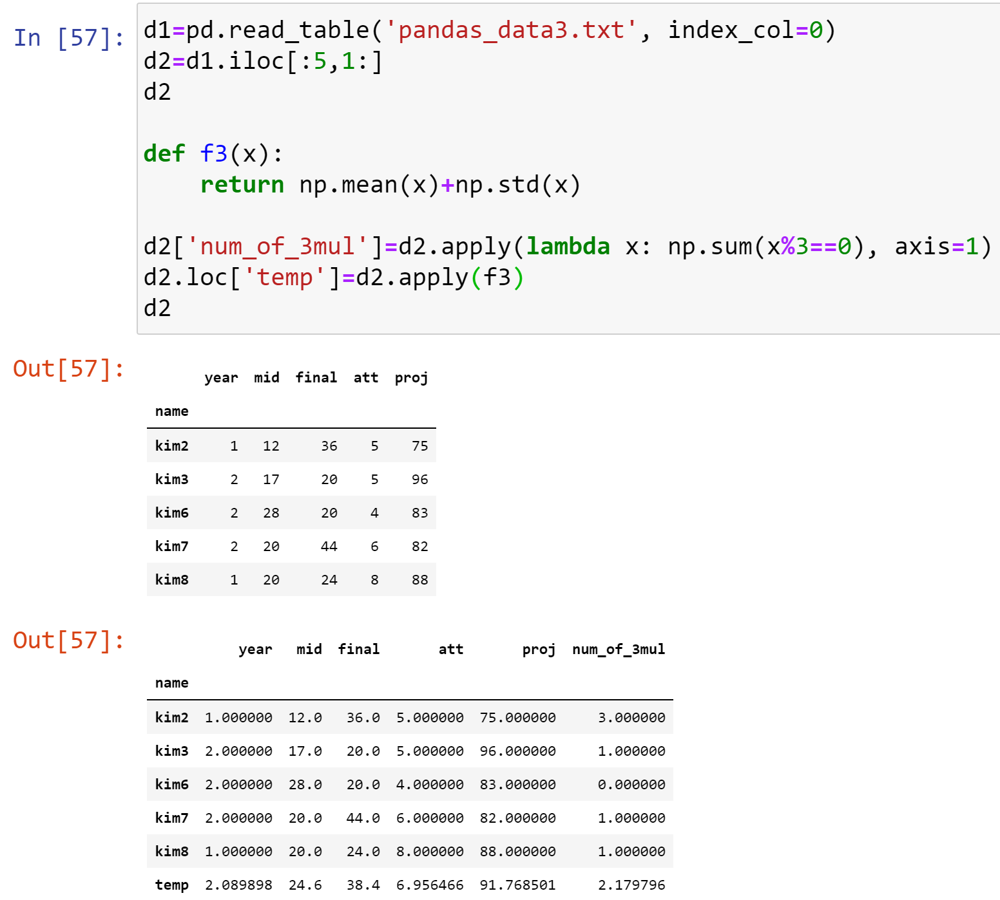 In [57]: d1=pd.read_table('pandas_data3.txt', index_col=0)
d2=d1.iloc[:5,1:]
d2
def f3(x):
    return np.mean(x)+np.std(x)
d2['num_of_3mul']=d2.apply(lambda x: np.sum(x%3==0), axis=1)
d2.loc['temp']=d2.apply(f3)
d2
Out[57]:
year mid final att proj
name
kim2 1 12 36 5 75
kim3 2 17 20 5 96
kim6 2 28 20 4 83
kim7 2 20 44 6 82
kim8 1 20 24 8 88
Out[57]:
year mid final att proj num_of_3mul
name
kim2 1.000000 12.0 36.0 5.000000 75.000000 3.000000
kim3 2.000000 17.0 20.0 5.000000 96.000000 1.000000
kim6 2.000000 28.0 20.0 4.000000 83.000000 0.000000
kim7 2.000000 20.0 44.0 6.000000 82.000000 1.000000
kim8 1.000000 20.0 24.0 8.000000 88.000000 1.000000
temp 2.089898 24.6 38.4 6.956466 91.768501 2.179796